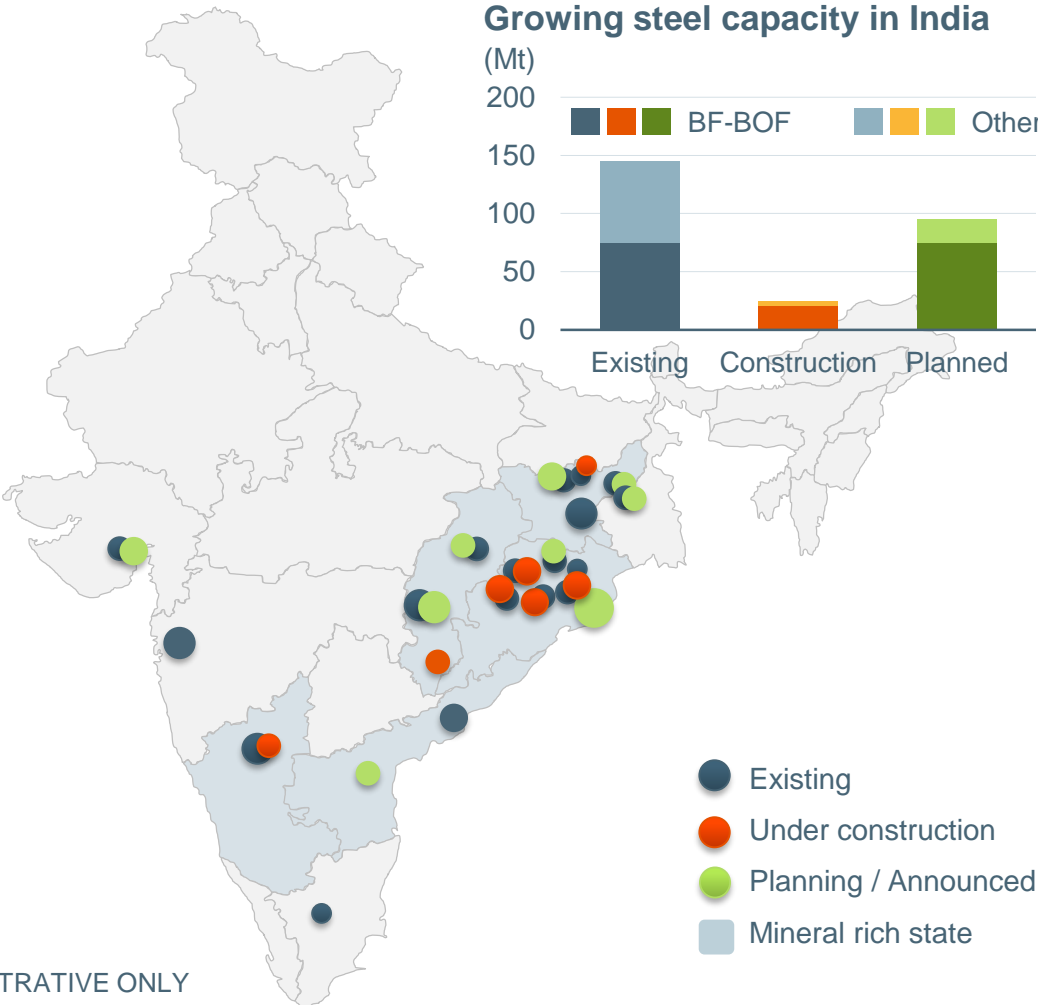 Growing steel capacity in India
(Mt)
200
BF-BOF
Other
150
100
50
0
Existing
Construction
Planned
Existing
Under construction
Planning / Announced
Mineral rich state
TRATIVE ONLY